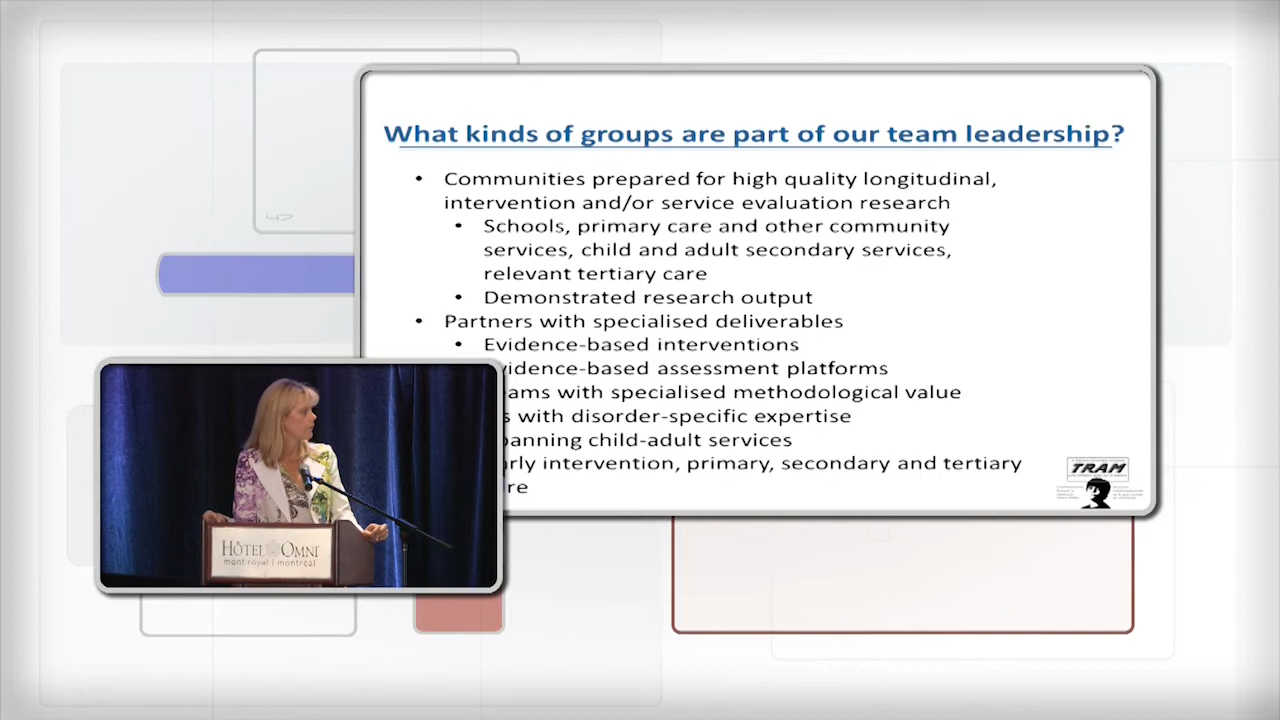 What kinds of groups are part of our team leadership?
• Communities prepared for high quality longitudinal,
intervention and/or service evaluation research
• Schools, primary care and other community
services, child and adult secondary services,
relevant tertiary care
• Demonstrated research output
• Partners with specialised deliverables
• Evidence-based interventions
vidence-based assessment platforms
eams with specialised methodological value
s with disorder-specific expertise
panning child-adult services
rly intervention, primary, secondary and tertiary
re
TRAM
HÔTEL OMNI
mont royal | montréal